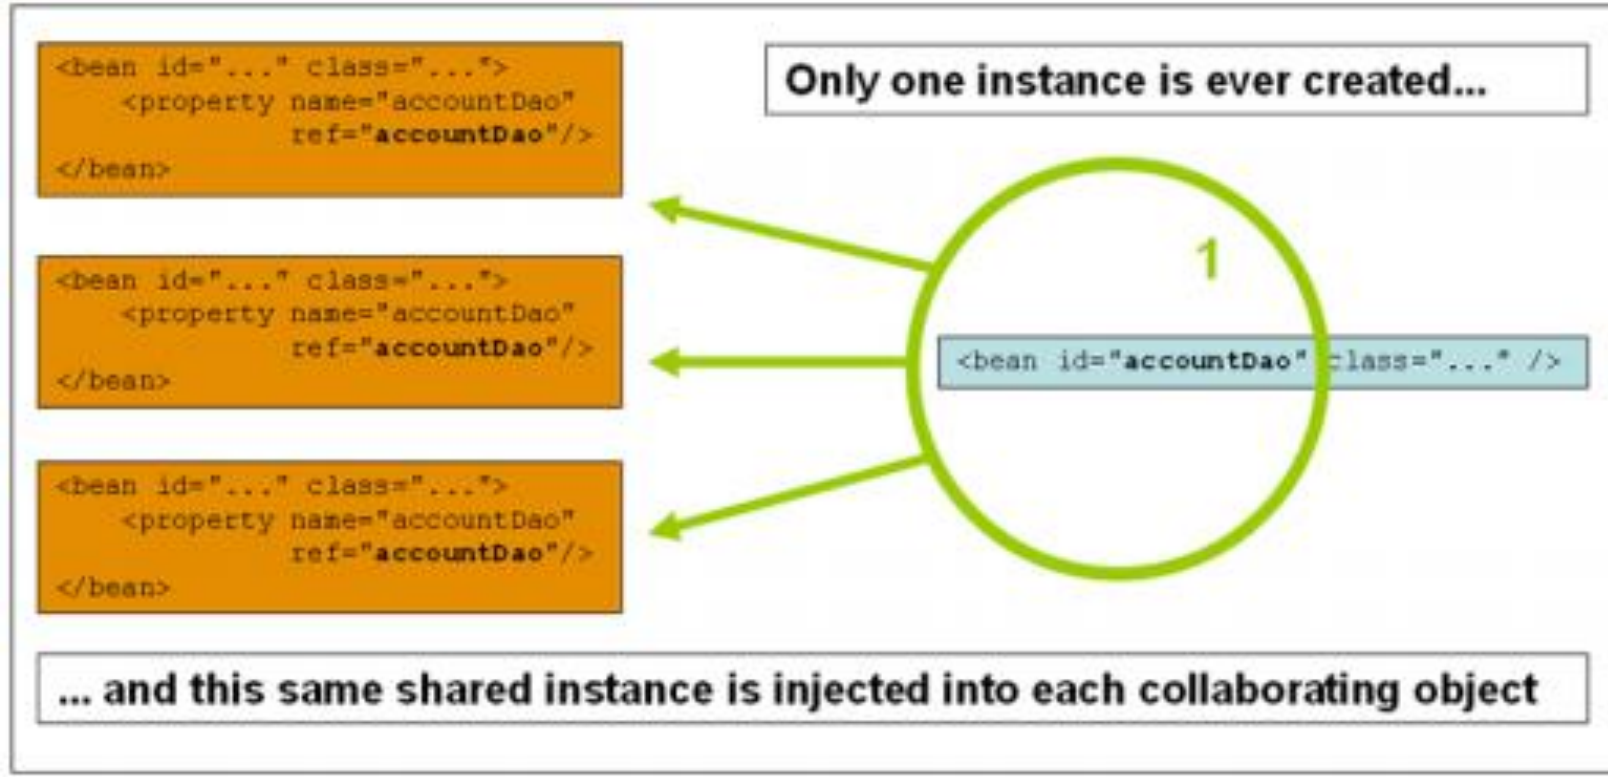 <bean id="..." class="...">
    <property name="accountDao"
              ref="accountDao"/>
</bean>
Only one instance is ever created...
<bean id="..." class="...">
    <property name="accountDao"
              ref="accountDao"/>
</bean>
1
<bean id="accountDao" class="..." />
<bean id="..." class="...">
    <property name="accountDao"
              ref="accountDao"/>
</bean>
... and this same shared instance is injected into each collaborating object